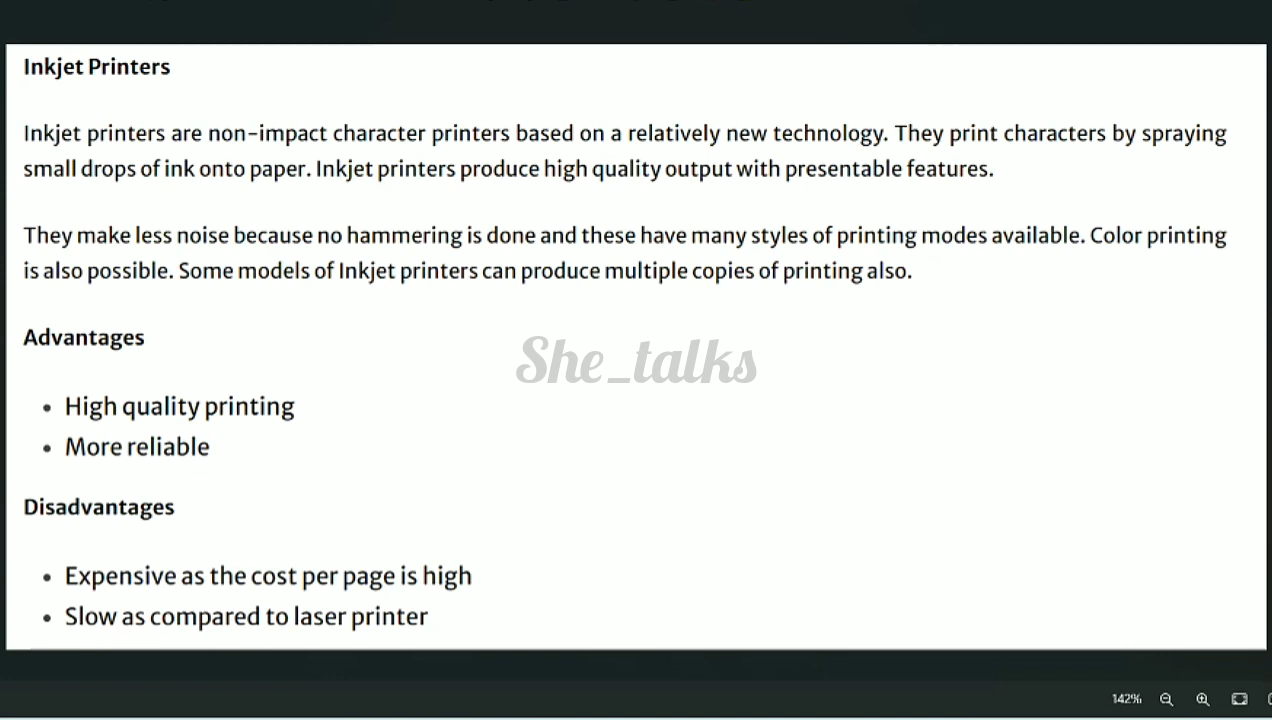 Inkjet Printers
Inkjet printers are non-impact character printers based on a relatively new technology. They print characters by spraying
small drops of ink onto paper. Inkjet printers produce high quality output with presentable features.
They make less noise because no hammering is done and these have many styles of printing modes available. Color printing
is also possible. Some models of Inkjet printers can produce multiple copies of printing also.
Advantages
She_talks
• High quality printing
• More reliable
Disadvantages
• Expensive as the cost per page is high
• Slow as compared to laser printer
142%